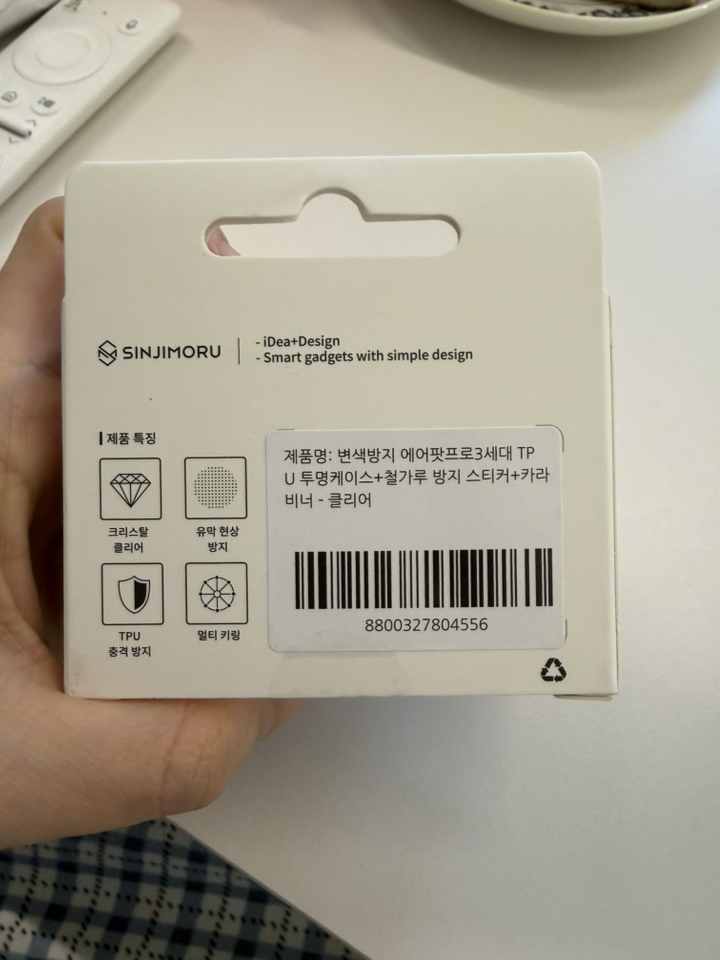 SINJIMORU
- iDea+Design
- Smart gadgets with simple design
제품 특징
크리스탈
클리어
유막 현상
방지
TPU
충격 방지
멀티 키링
제품명: 변색방지 에어팟프로3세대 TP
U 투명케이스+철가루 방지 스티커+카라
비너 - 클리어
8800327804556